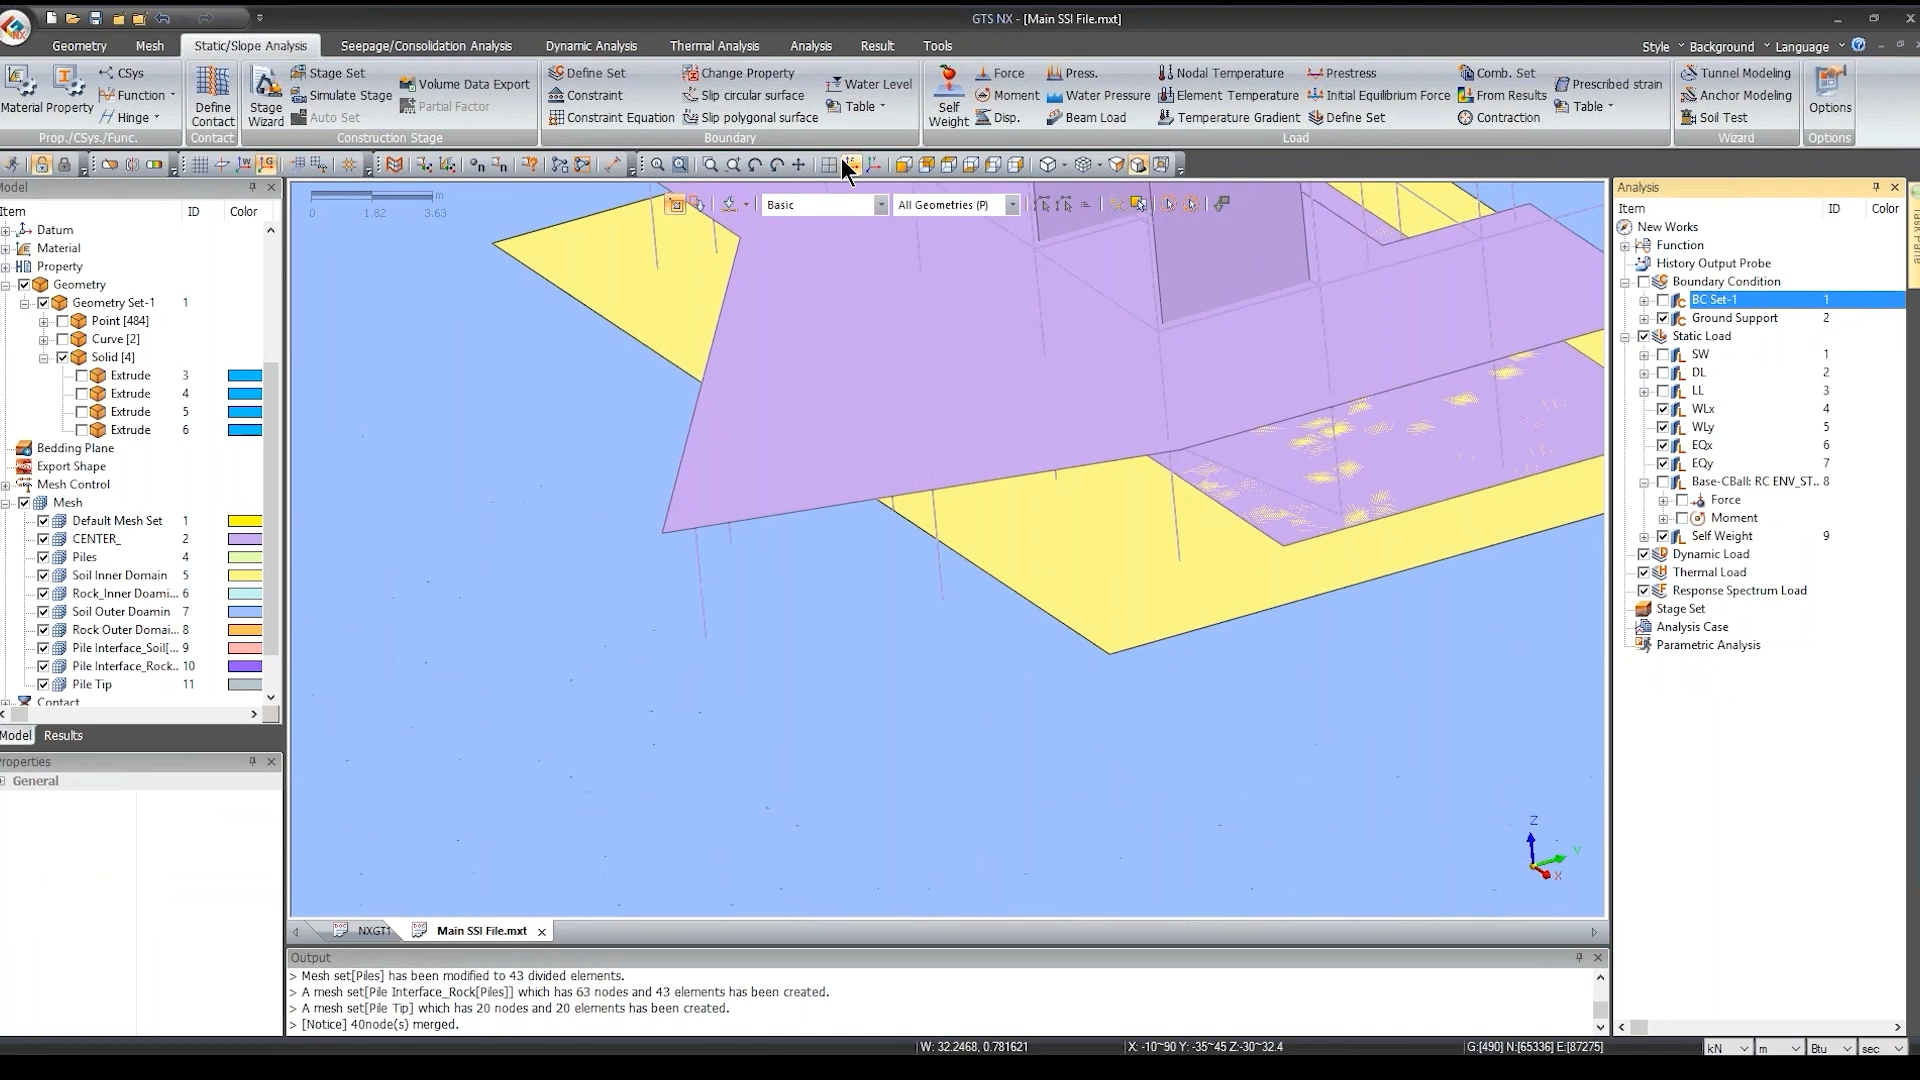 GTS NX - [Main SSI File.mxt]
Geometry Mesh Static/Slope Analysis Seepage/Consolidation Analysis Dynamic Analysis Thermal Analysis Analysis Result Tools Style Background Language
CSys Stage Set Define Set Change Property Force Press. Nodal Temperature Prestress Comb. Set Tunnel Modeling
Volume Data Export Water Level Prescribed strain
Function Simulate Stage Constraint Slip circular surface Moment Water Pressure Element Temperature Initial Equilibrium Force From Results Anchor Modeling
Material Property Define Contact Stage Wizard Partial Factor Table Self Weight Table Options
Hinge Auto Set Constraint Equation Slip polygonal surface Disp. Beam Load Temperature Gradient Define Set Contraction Soil Test
Prop./CSys./Func. Contact Construction Stage Boundary Load Wizard Options
Model
Item ID Color
Datum
Material
Property
Geometry
Geometry Set-1 1
Point [484]
Curve [2]
Solid [4]
Extrude 3
Extrude 4
Extrude 5
Extrude 6
Bedding Plane
Export Shape
Mesh Control
Mesh
Default Mesh Set 1
CENTER_ 2
Piles 4
Soil Inner Domain 5
Rock_Inner Doami... 6
Soil Outer Doamin 7
Rock Outer Domai... 8
Pile Interface_Soil[... 9
Pile Interface_Rock.. 10
Pile Tip 11
Contact
Model Results
Properties
General
m
0 1.82 3.63
Basic All Geometries (P)
Z
Y
X
NXGT1 Main SSI File.mxt
Output
> Mesh set[Piles] has been modified to 43 divided elements.
> A mesh set[Pile Interface_Rock[Piles]] which has 63 nodes and 43 elements has been created.
> A mesh set[Pile Tip] which has 20 nodes and 20 elements has been created.
> [Notice] 40node(s) merged.
Analysis
Item ID Color
New Works
Function
History Output Probe
Boundary Condition
BC Set-1 1
Ground Support 2
Static Load
SW 1
DL 2
LL 3
WLx 4
WLy 5
EQx 6
EQy 7
Base-CBall: RC ENV_ST.. 8
Force
Moment
Self Weight 9
Dynamic Load
Thermal Load
Response Spectrum Load
Stage Set
Analysis Case
Parametric Analysis
W: 32.2468, 0.781621 X: -10~90 Y: -35~45 Z:-30~32.4 G:[490] N:[65336] E:[87275] kN m Btu sec